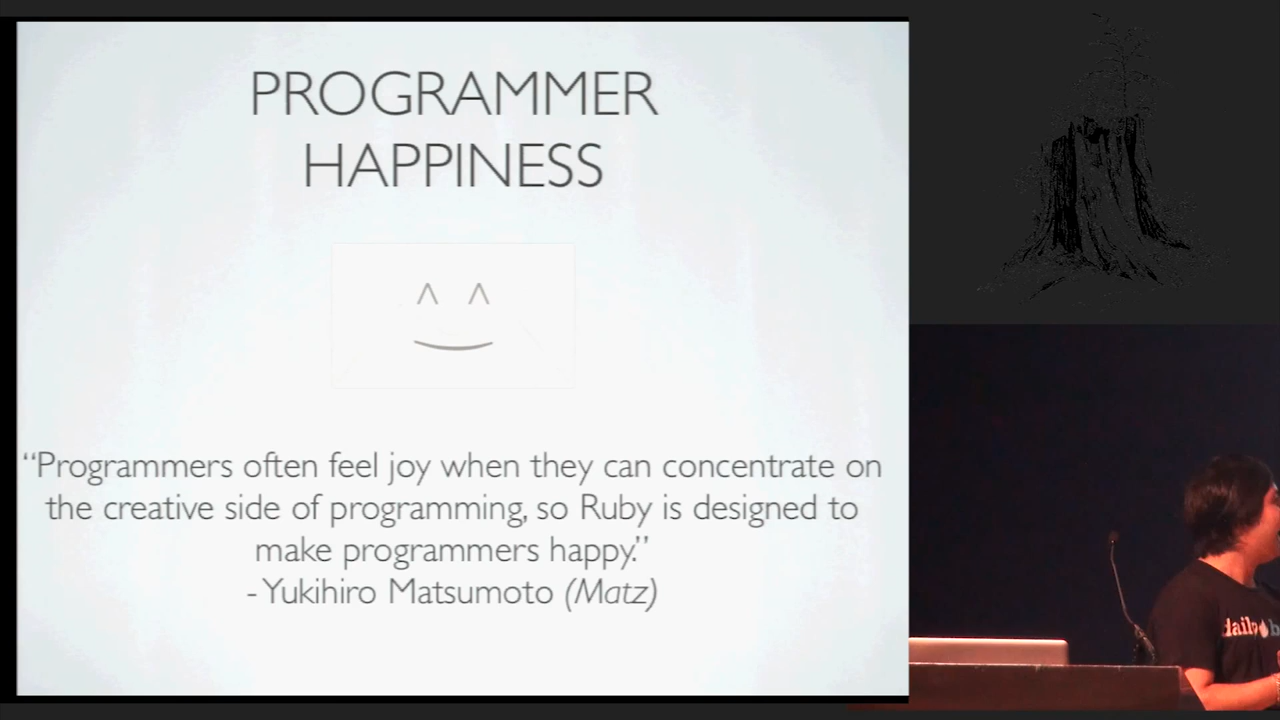 PROGRAMMER
HAPPINESS
^ ^
“Programmers often feel joy when they can concentrate on
the creative side of programming, so Ruby is designed to
make programmers happy.”
- Yukihiro Matsumoto (Matz)
daily